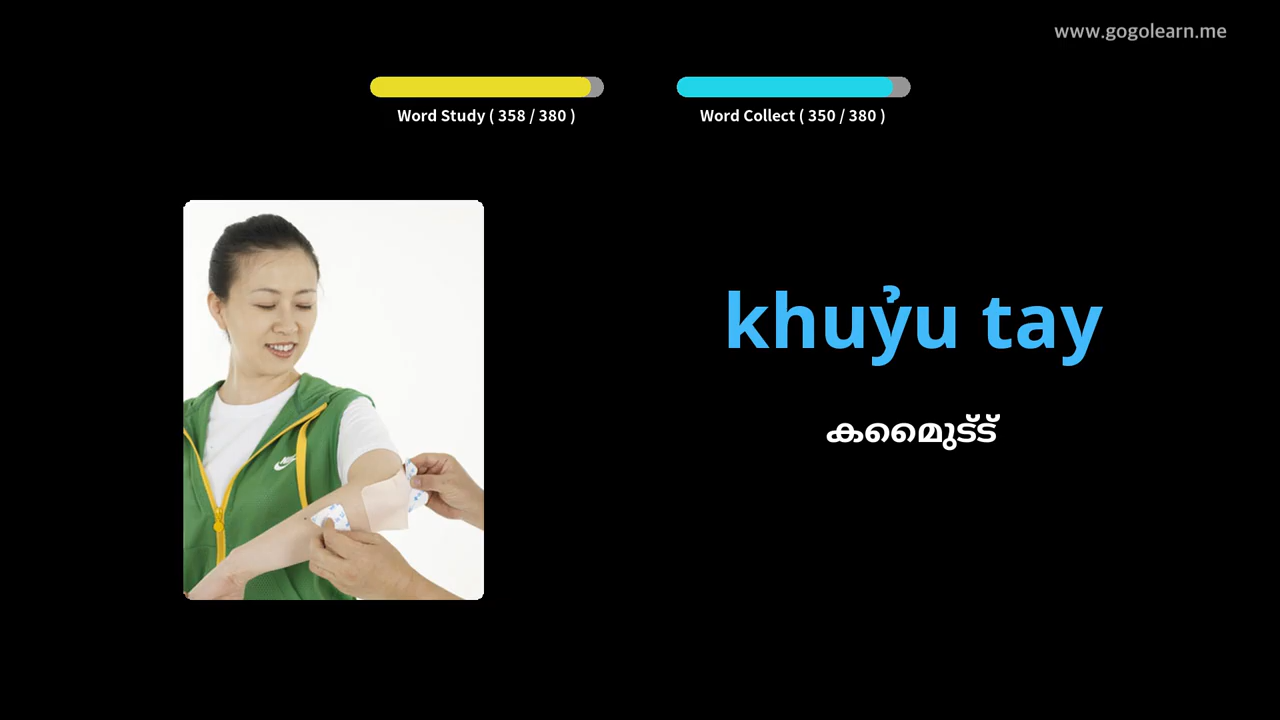 www.gogolearn.me
Word Study ( 358 / 380 )
Word Collect ( 350 / 380 )
khuỷu tay
കൈമുട്ട്